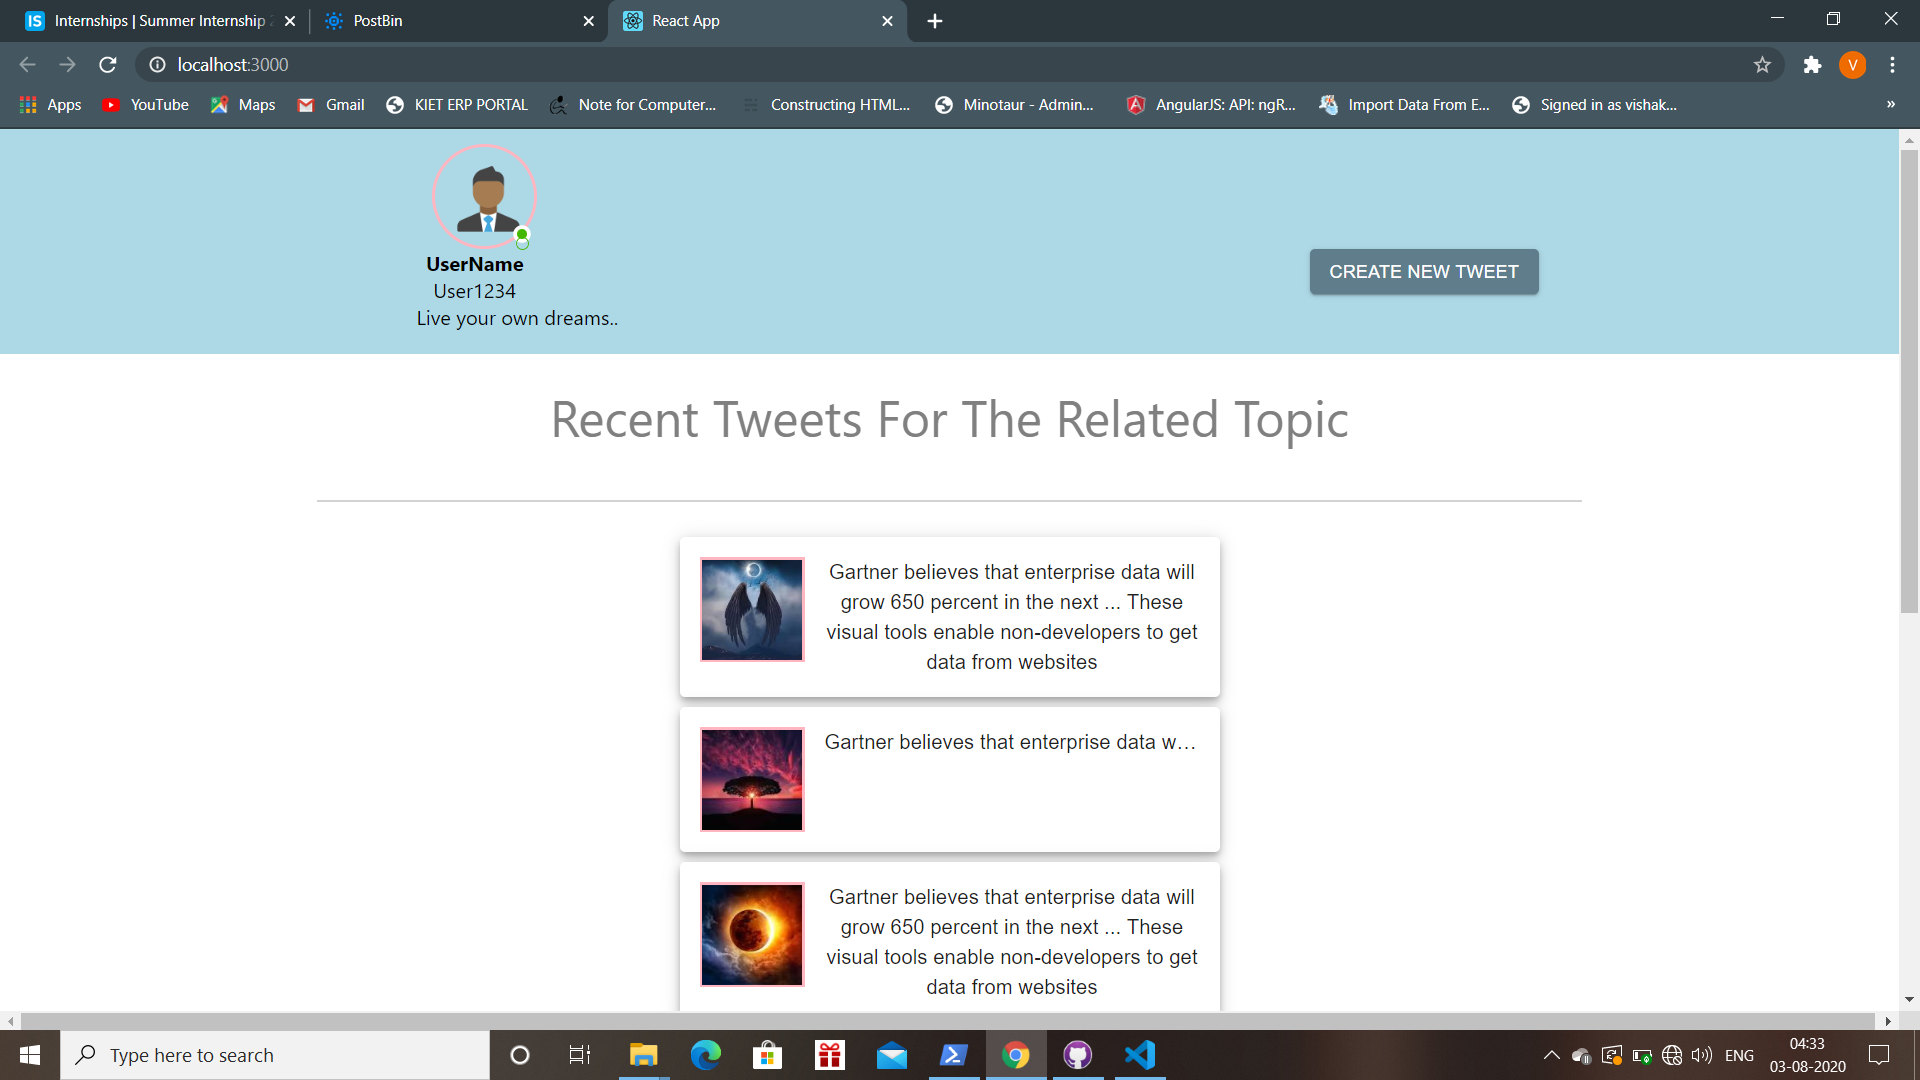 Internships | Summer Internship
PostBin
React App
localhost:3000
V
Apps
YouTube
Maps
Gmail
KIET ERP PORTAL
Note for Computer...
Constructing HTML...
Minotaur - Admin...
AngularJS: API: ngR...
Import Data From E...
Signed in as vishak...
»
UserName
User1234
Live your own dreams..
CREATE NEW TWEET
Recent Tweets For The Related Topic
Gartner believes that enterprise data will
grow 650 percent in the next ... These
visual tools enable non-developers to get
data from websites
Gartner believes that enterprise data w...
Gartner believes that enterprise data will
grow 650 percent in the next ... These
visual tools enable non-developers to get
data from websites
Type here to search
ENG
04:33
03-08-2020